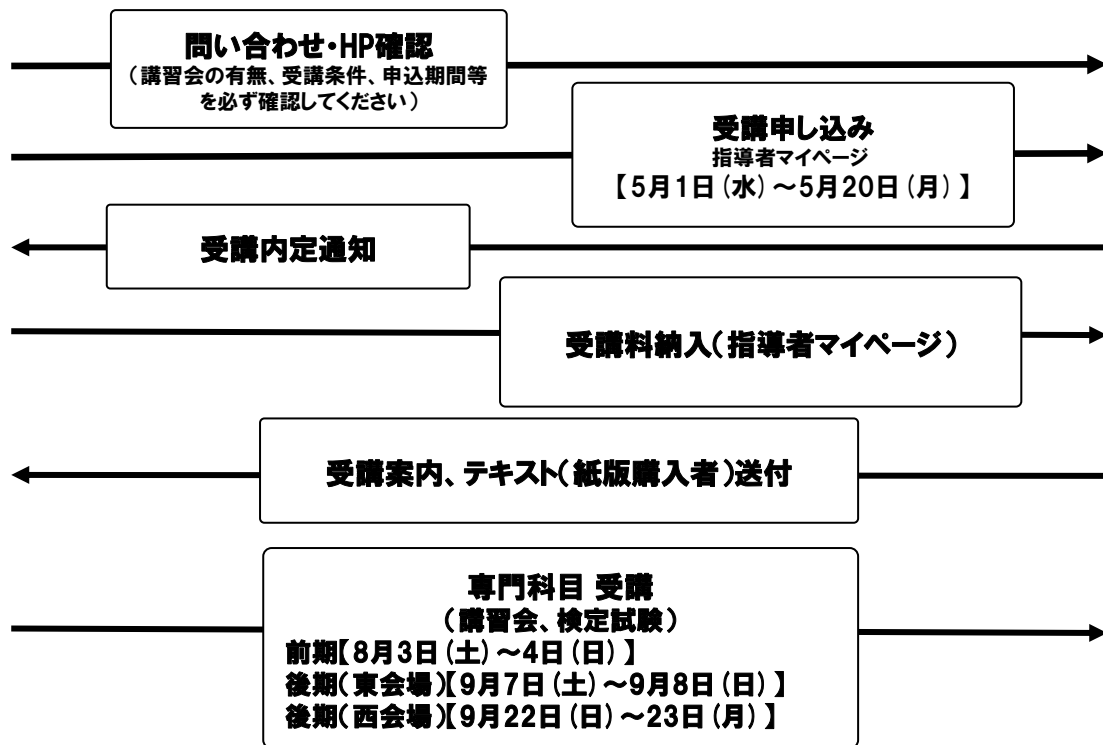 問い合わせ・HP確認
（講習会の有無、受講条件、申込期間等
を必ず確認してください）
受講申し込み
指導者マイページ
【5月1日（水）～5月20日（月）】
受講内定通知
受講料納入（指導者マイページ）
受講案内、テキスト（紙版購入者）送付
専門科目 受講
（講習会、検定試験）
前期【8月3日（土）～4日（日）】
後期（東会場）【9月7日（土）～9月8日（日）】
後期（西会場）【9月22日（日）～23日（月）】